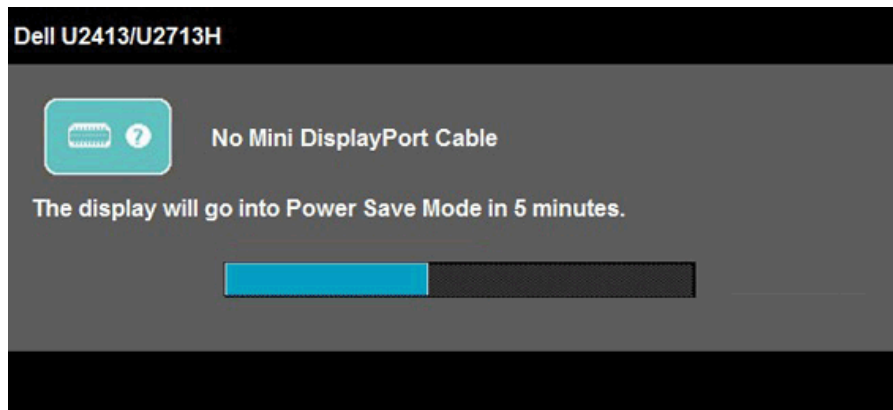 Dell U2413/U2713H
?
No Mini DisplayPort Cable
The display will go into Power Save Mode in 5 minutes.